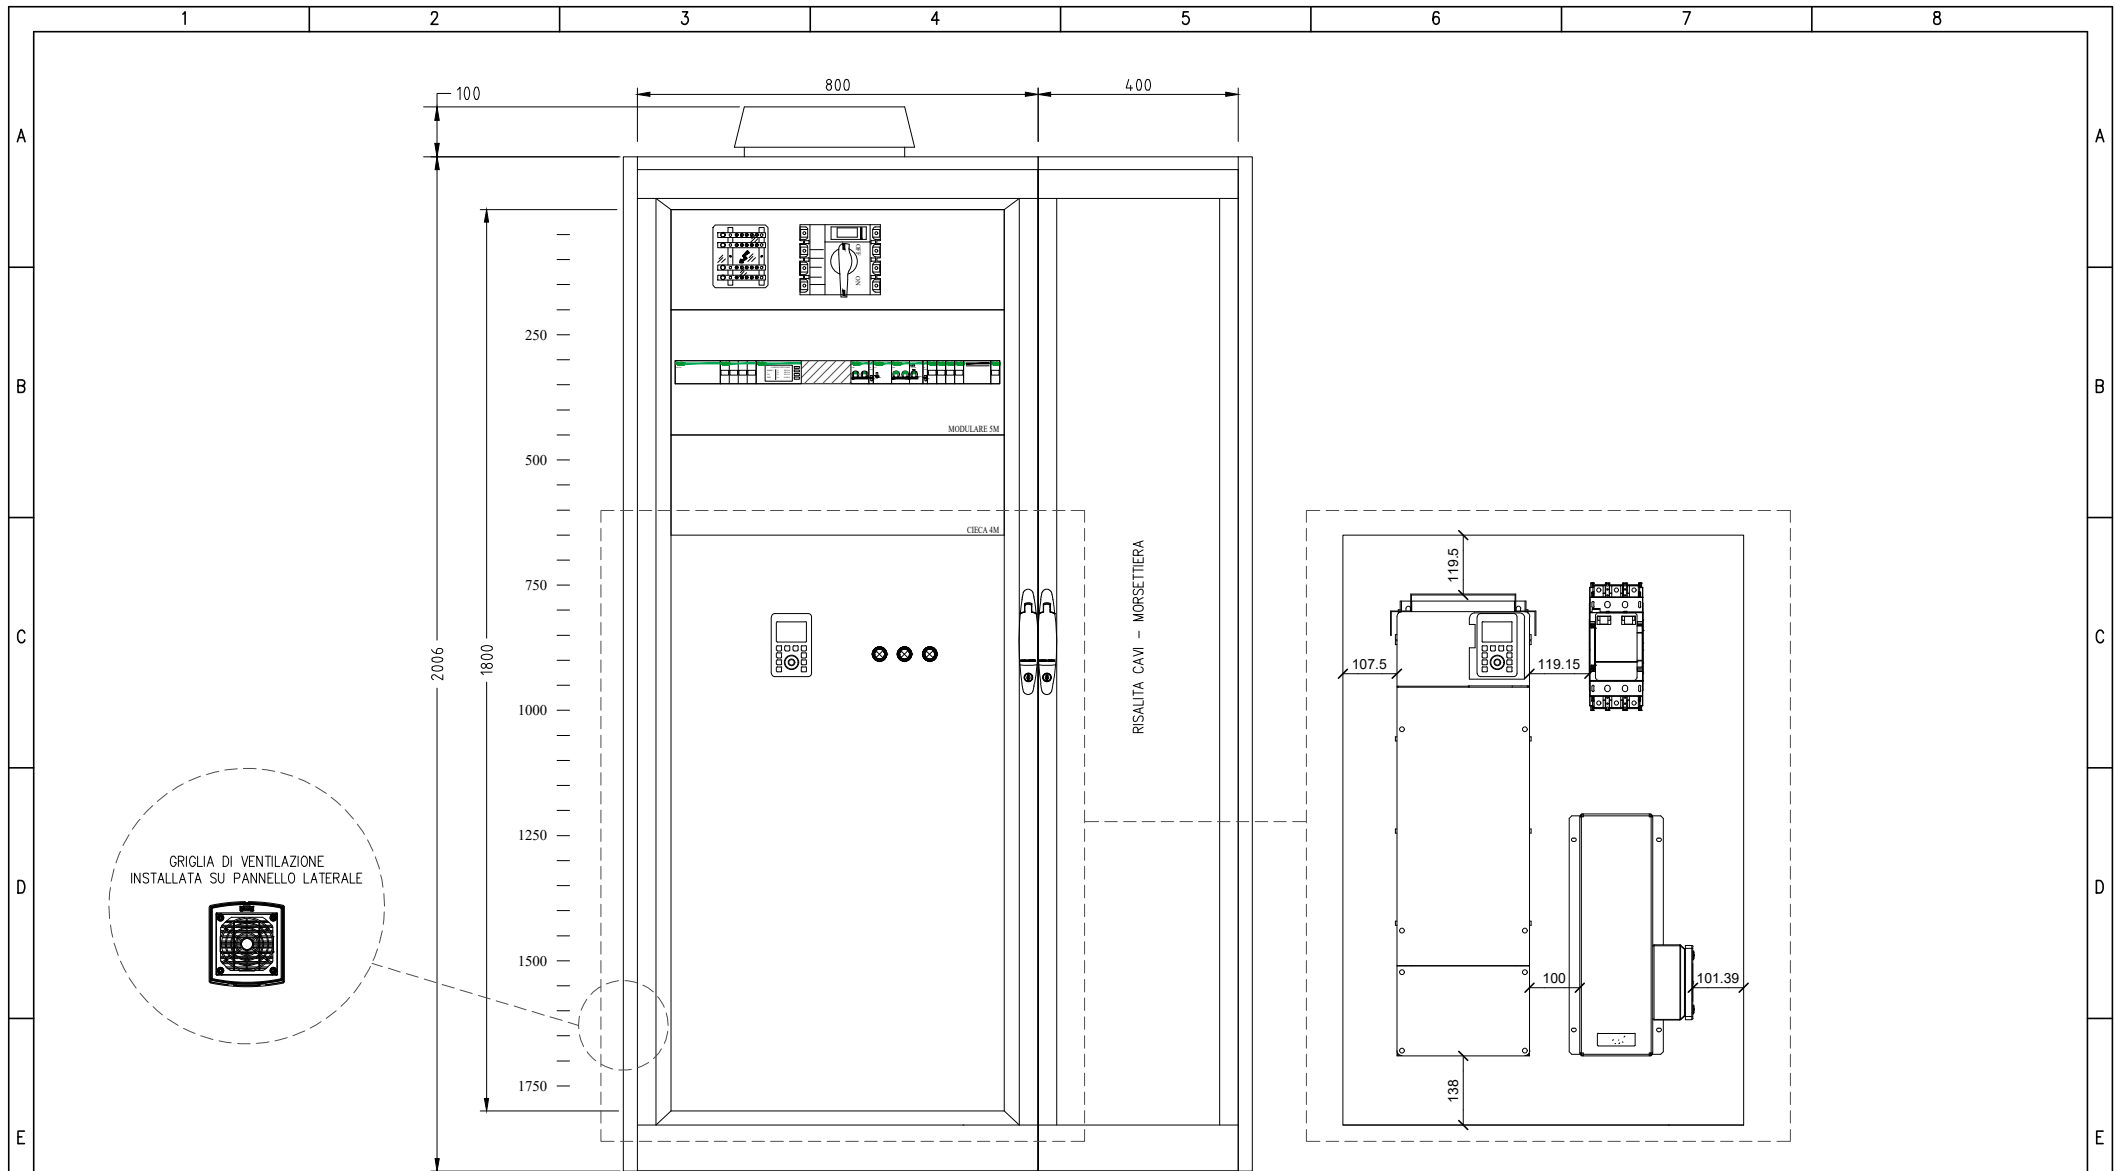 1 2 3 4 5 6 7 8
800
400
100
A A
OFF
ON
250
B B
MODULARE 5M
500
CIECA 4M
119.5
750
C C
RISALITA CAVI - MORSETTIERA
107.5
119.15
2006
1800
1000
1250
GRIGLIA DI VENTILAZIONE
INSTALLATA SU PANNELLO LATERALE
D D
1500
100
101.39
1750
138
E E